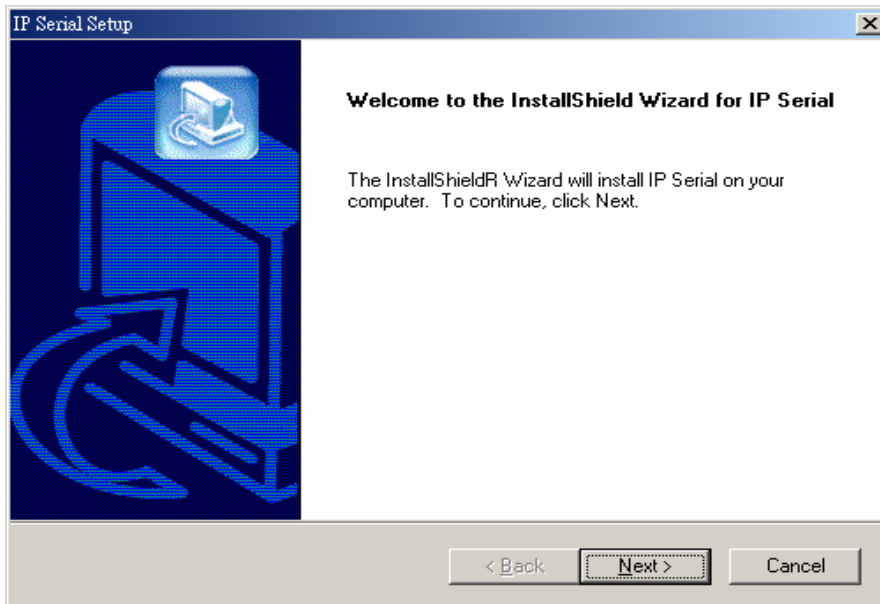 IP Serial Setup
Welcome to the InstallShield Wizard for IP Serial
The InstallShieldR Wizard will install IP Serial on your
computer. To continue, click Next.
< Back
Next >
Cancel